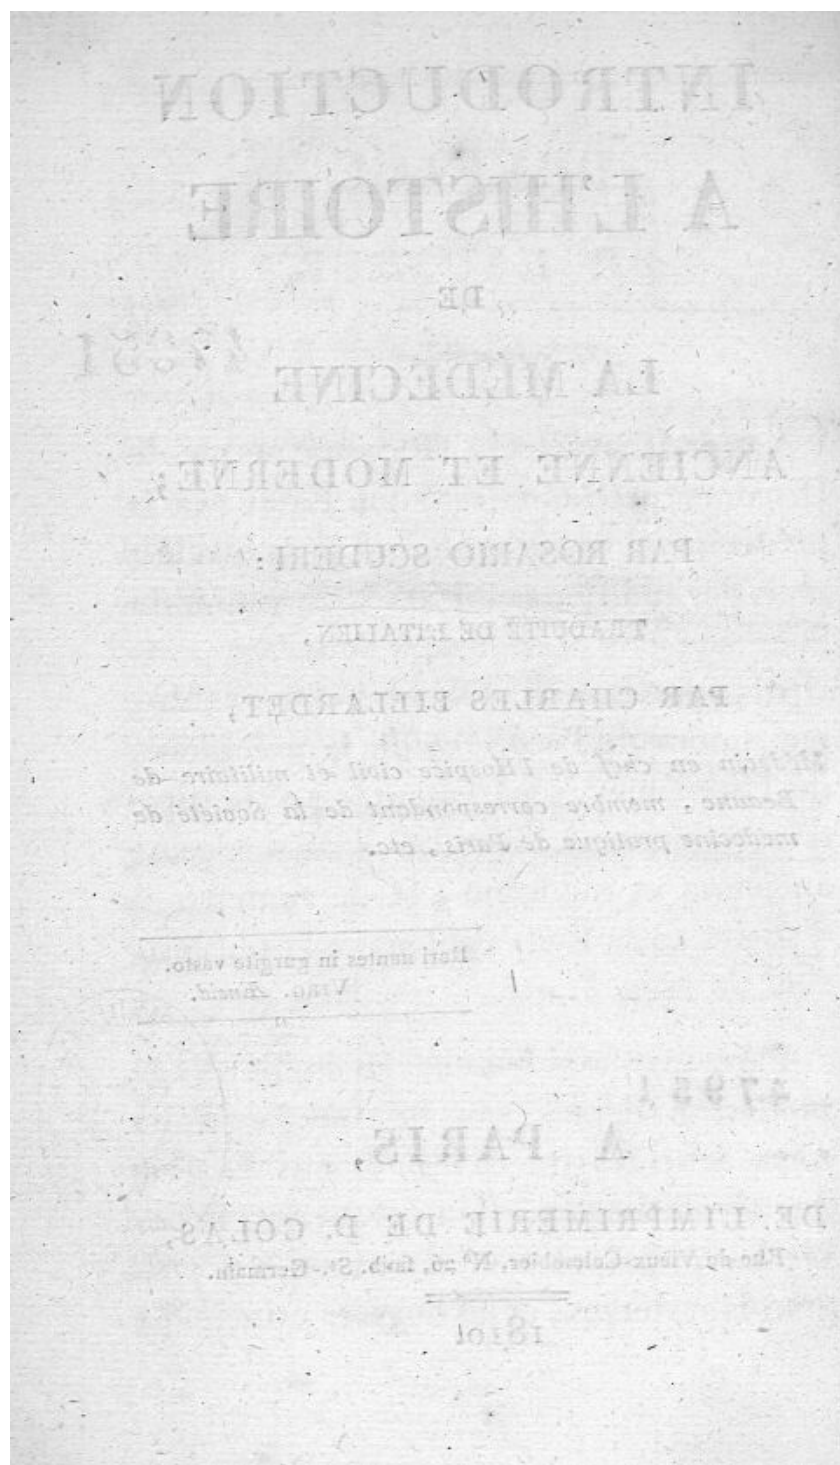 INTRODUCTION
A L'HISTOIRE
DE
LA MÉDECINE
ANCIENNE ET MODERNE;
PAR ROSARIO SCUDERI:
TRADUITE DE L'ITALIEN,
PAR CHARLES BILLARDET,
Médecin en chef de l'Hospice civil et militaire de
Beaune, membre correspondant de la Société de
médecine pratique de Paris, etc.
Rari nantes in gurgite vasto.
VIRG. Æneid.
A PARIS,
DE L'IMPRIMERIE DE D. COLAS,
Rue du Vieux-Colombier, N° 26, faub. St.-Germain.
1810